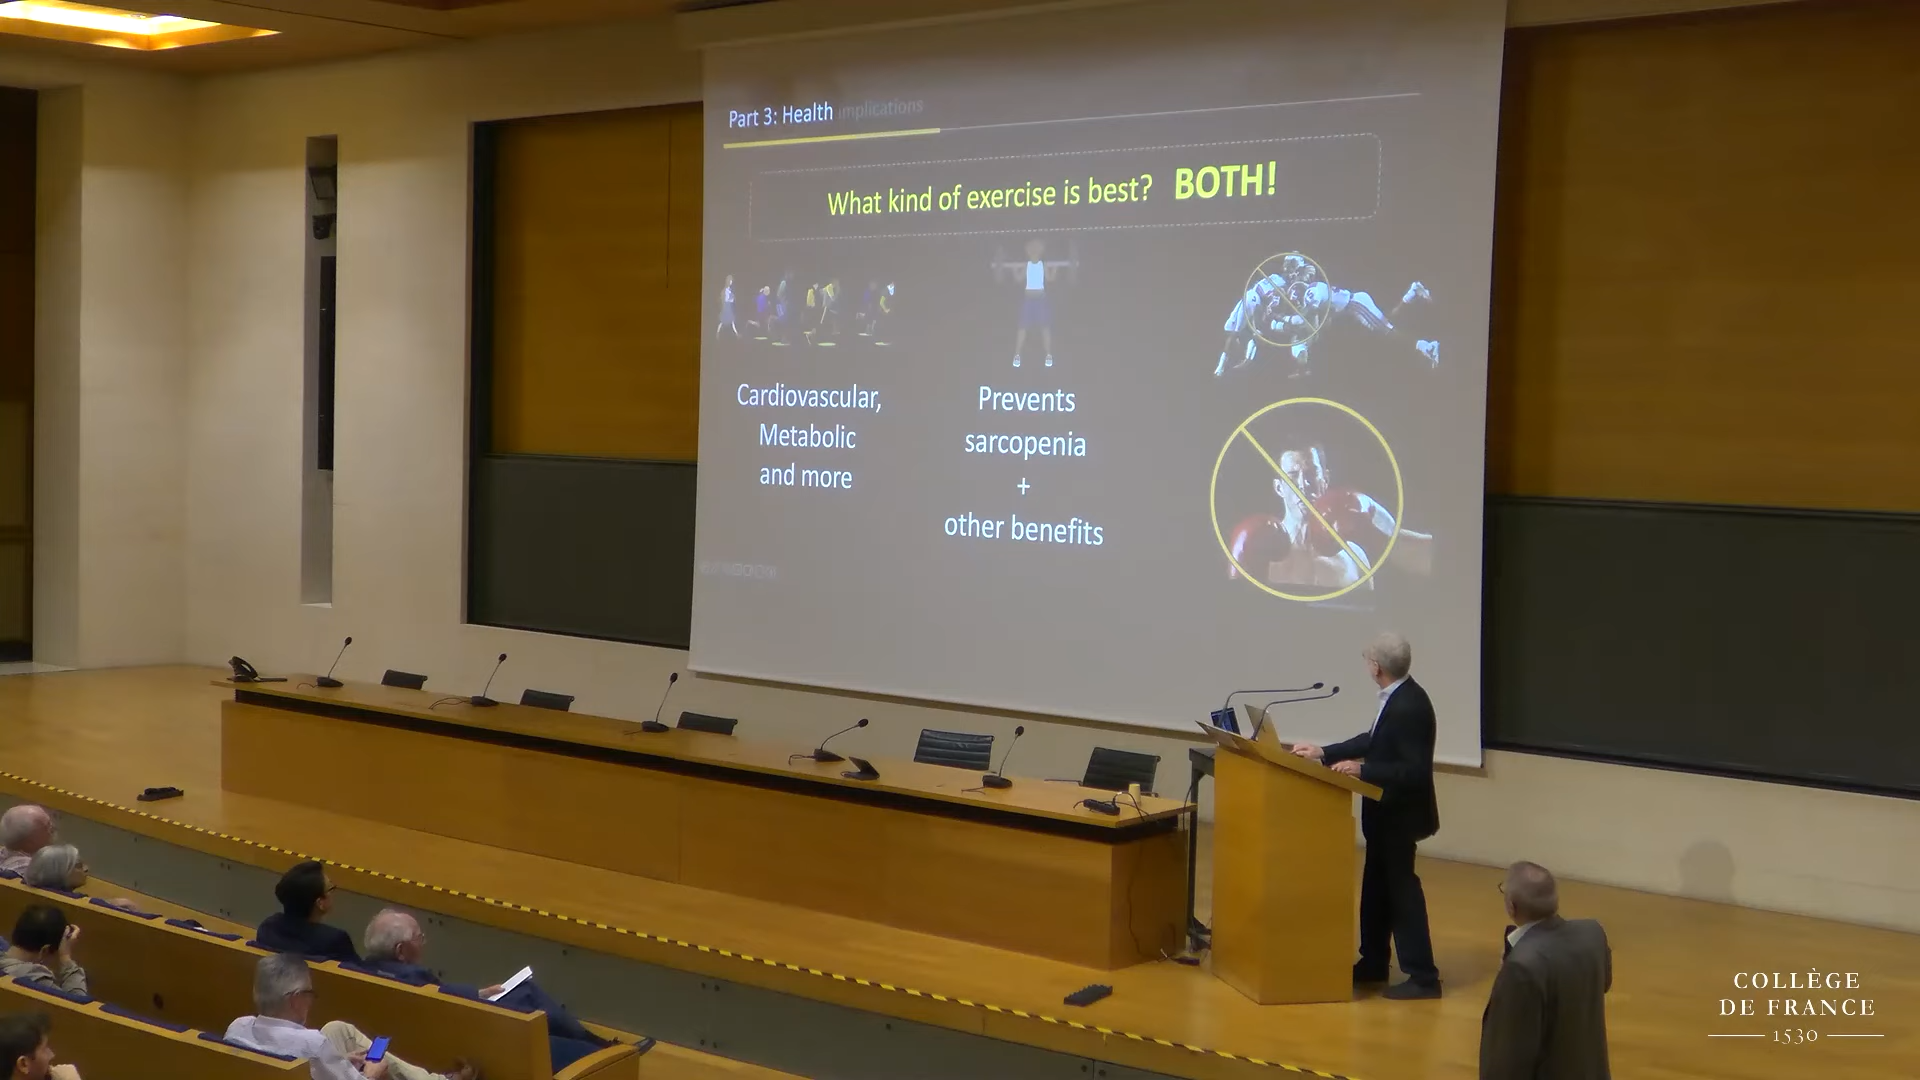 Part 3: Health implications
What kind of exercise is best? BOTH!
Cardiovascular,
Metabolic
and more
Prevents
sarcopenia
+
other benefits
COLLÈGE
DE FRANCE
1530